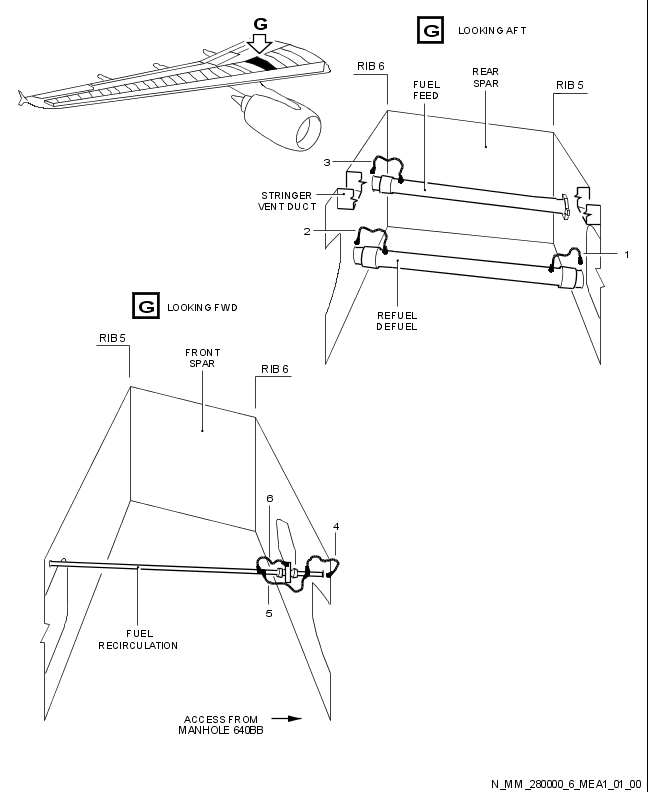 G
G LOOKING AFT
RIB 6
REAR
SPAR
FUEL
FEED
RIB 5
3
STRINGER
VENT DUCT
2
1
REFUEL
DEFUEL
G LOOKING FWD
RIB 5
FRONT
SPAR
RIB 6
6
4
5
FUEL
RECIRCULATION
ACCESS FROM
MANHOLE 640BB
N_MM_280000_6_MEA1_01_00